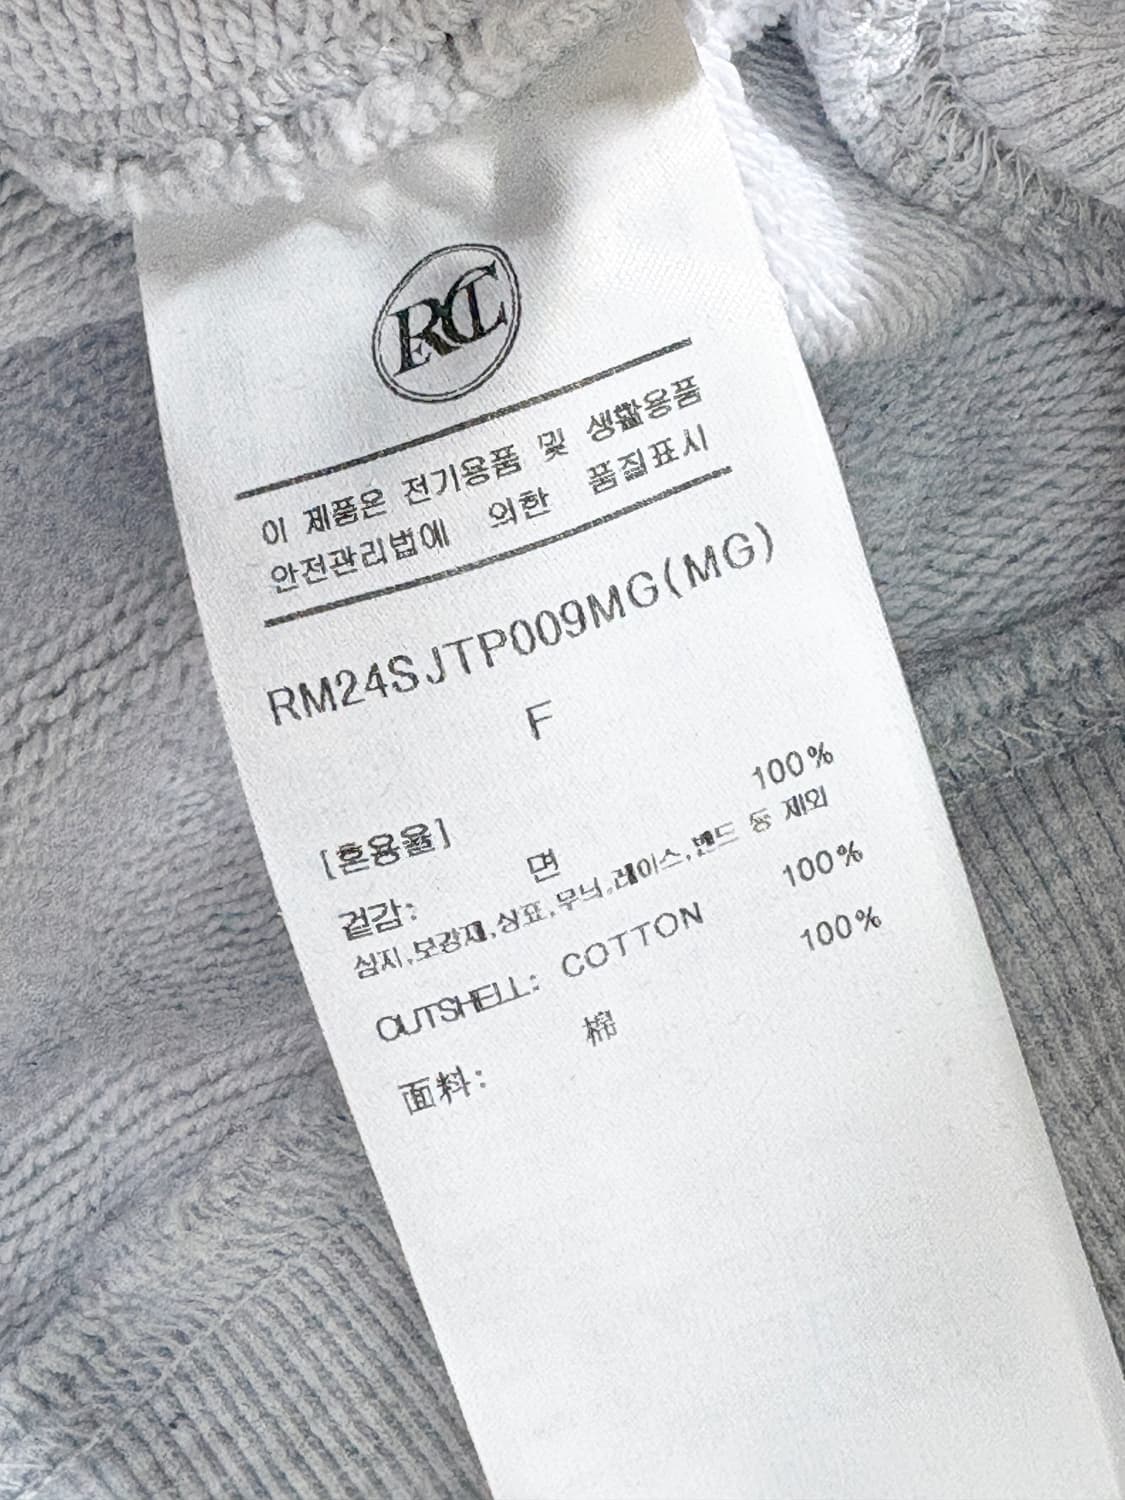 RC
이 제품은 전기용품 및 생활용품
안전관리법에 의한 품질표시
RM24SJTP009MG(MG)
F
[혼용율]
겉감: 면 100%
심지,보강재,상표,무늬,레이스,밴드 등 제외
OUTSHELL: COTTON 100%
面料: 棉 100%